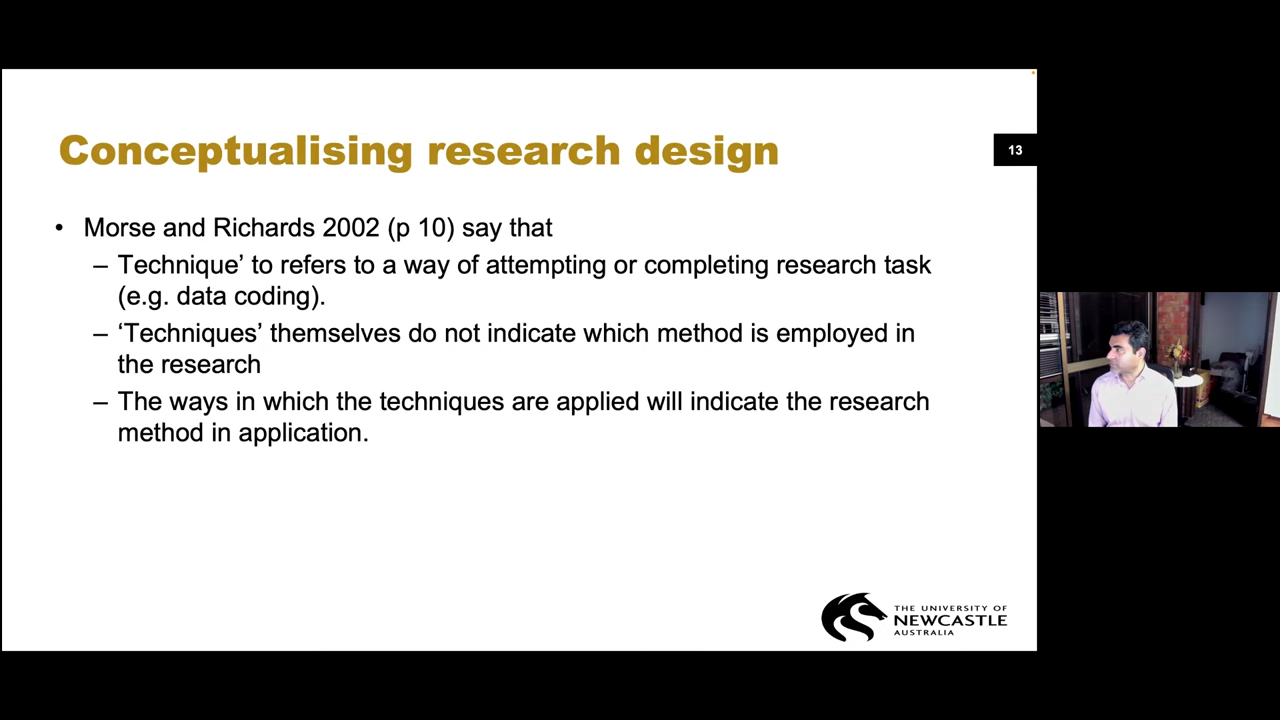 Conceptualising research design
13
• Morse and Richards 2002 (p 10) say that
– Technique’ to refers to a way of attempting or completing research task
(e.g. data coding).
– ‘Techniques’ themselves do not indicate which method is employed in
the research
– The ways in which the techniques are applied will indicate the research
method in application.
THE UNIVERSITY OF
NEWCASTLE
AUSTRALIA